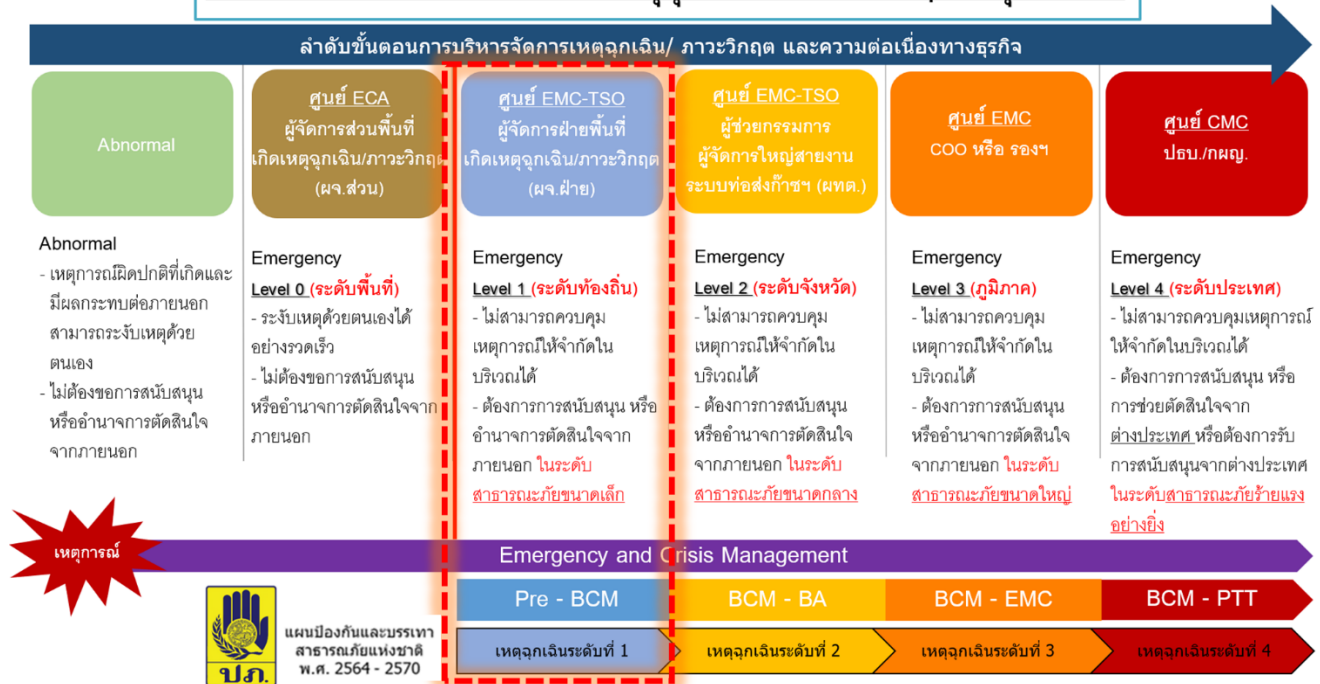 ลำดับขั้นตอนการบริหารจัดการเหตุฉุกเฉิน/ ภาวะวิกฤต และความต่อเนื่องทางธุรกิจ
Abnormal
ศูนย์ ECA
ผู้จัดการส่วนพื้นที่
เกิดเหตุฉุกเฉิน/ภาวะวิกฤต
(ผจ.ส่วน)
ศูนย์ EMC-TSO
ผู้จัดการฝ่ายพื้นที่
เกิดเหตุฉุกเฉิน/ภาวะวิกฤต
(ผจ.ฝ่าย)
ศูนย์ EMC-TSO
ผู้ช่วยกรรมการ
ผู้จัดการใหญ่สายงาน
ระบบท่อส่งก๊าซฯ (ผทต.)
ศูนย์ EMC
COO หรือ รองฯ
ศูนย์ CMC
ปธบ./กผญ.
Abnormal
- เหตุการณ์ผิดปกติที่เกิดและ
มีผลกระทบต่อภายนอก
สามารถระงับเหตุด้วย
ตนเอง
- ไม่ต้องขอการสนับสนุน
หรืออำนาจการตัดสินใจ
จากภายนอก
Emergency
Level 0 (ระดับพื้นที่)
- ระงับเหตุด้วยตนเองได้
อย่างรวดเร็ว
- ไม่ต้องขอการสนับสนุน
หรืออำนาจการตัดสินใจจาก
ภายนอก
Emergency
Level 1 (ระดับท้องถิ่น)
- ไม่สามารถควบคุม
เหตุการณ์ให้จำกัดใน
บริเวณได้
- ต้องการการสนับสนุน หรือ
อำนาจการตัดสินใจจาก
ภายนอก ในระดับ
สาธารณะภัยขนาดเล็ก
Emergency
Level 2 (ระดับจังหวัด)
- ไม่สามารถควบคุม
เหตุการณ์ให้จำกัดใน
บริเวณได้
- ต้องการการสนับสนุน
หรืออำนาจการตัดสินใจ
จากภายนอก ในระดับ
สาธารณะภัยขนาดกลาง
Emergency
Level 3 (ภูมิภาค)
- ไม่สามารถควบคุม
เหตุการณ์ให้จำกัดใน
บริเวณได้
- ต้องการการสนับสนุน
หรืออำนาจการตัดสินใจ
จากภายนอก ในระดับ
สาธารณะภัยขนาดใหญ่
Emergency
Level 4 (ระดับประเทศ)
- ไม่สามารถควบคุมเหตุการณ์
ให้จำกัดในบริเวณได้
- ต้องการสนับสนุน หรือ
การช่วยตัดสินใจจาก
ต่างประเทศ หรือต้องการรับ
การสนับสนุนจากต่างประเทศ
ในระดับสาธารณะภัยร้ายแรง
อย่างยิ่ง
เหตุการณ์
Emergency and Crisis Management
Pre - BCM
BCM - BA
BCM - EMC
BCM - PTT
ปภ.
แผนป้องกันและบรรเทา
สาธารณภัยแห่งชาติ
พ.ศ. 2564 - 2570
เหตุฉุกเฉินระดับที่ 1
เหตุฉุกเฉินระดับที่ 2
เหตุฉุกเฉินระดับที่ 3
เหตุฉุกเฉินระดับที่ 4